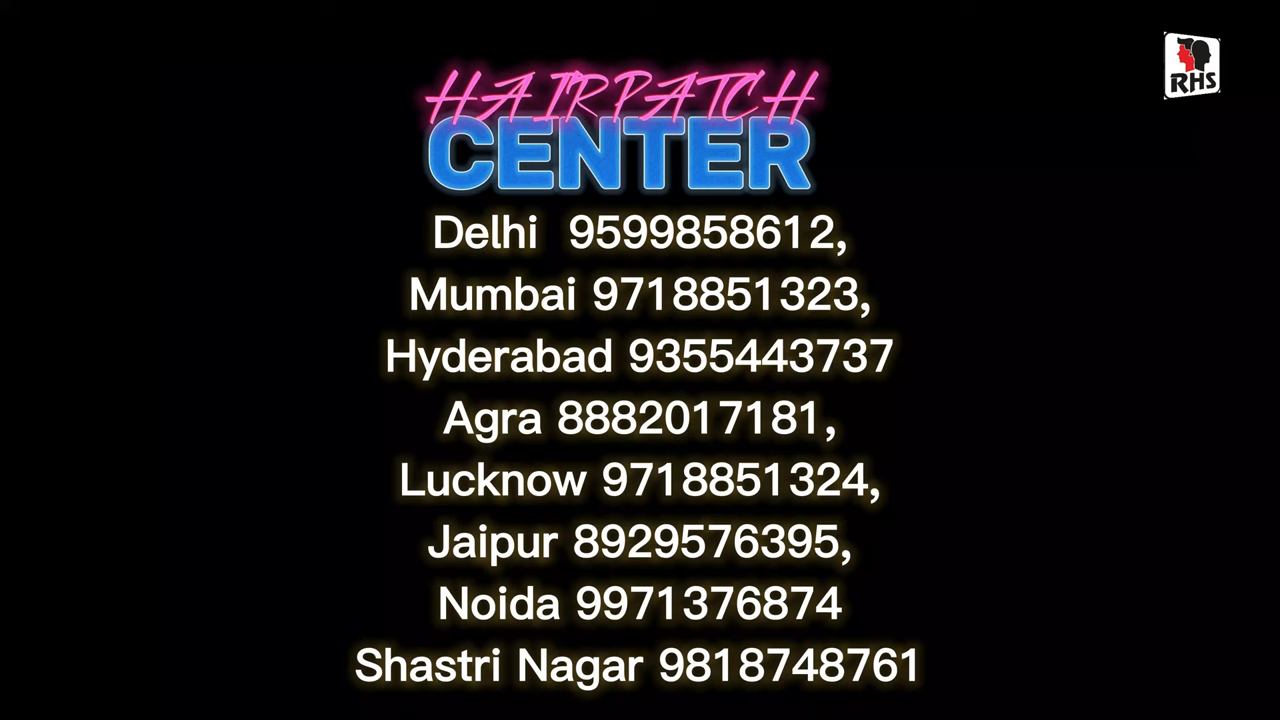 RHS
HAIRPATCH
CENTER
Delhi 9599858612,
Mumbai 9718851323,
Hyderabad 9355443737
Agra 8882017181,
Lucknow 9718851324,
Jaipur 8929576395,
Noida 9971376874
Shastri Nagar 9818748761